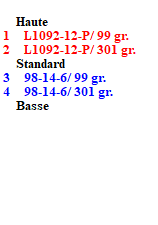 Haute
1 L1092-12-P/ 99 gr.
2 L1092-12-P/ 301 gr.
Standard
3 98-14-6/ 99 gr.
4 98-14-6/ 301 gr.
Basse